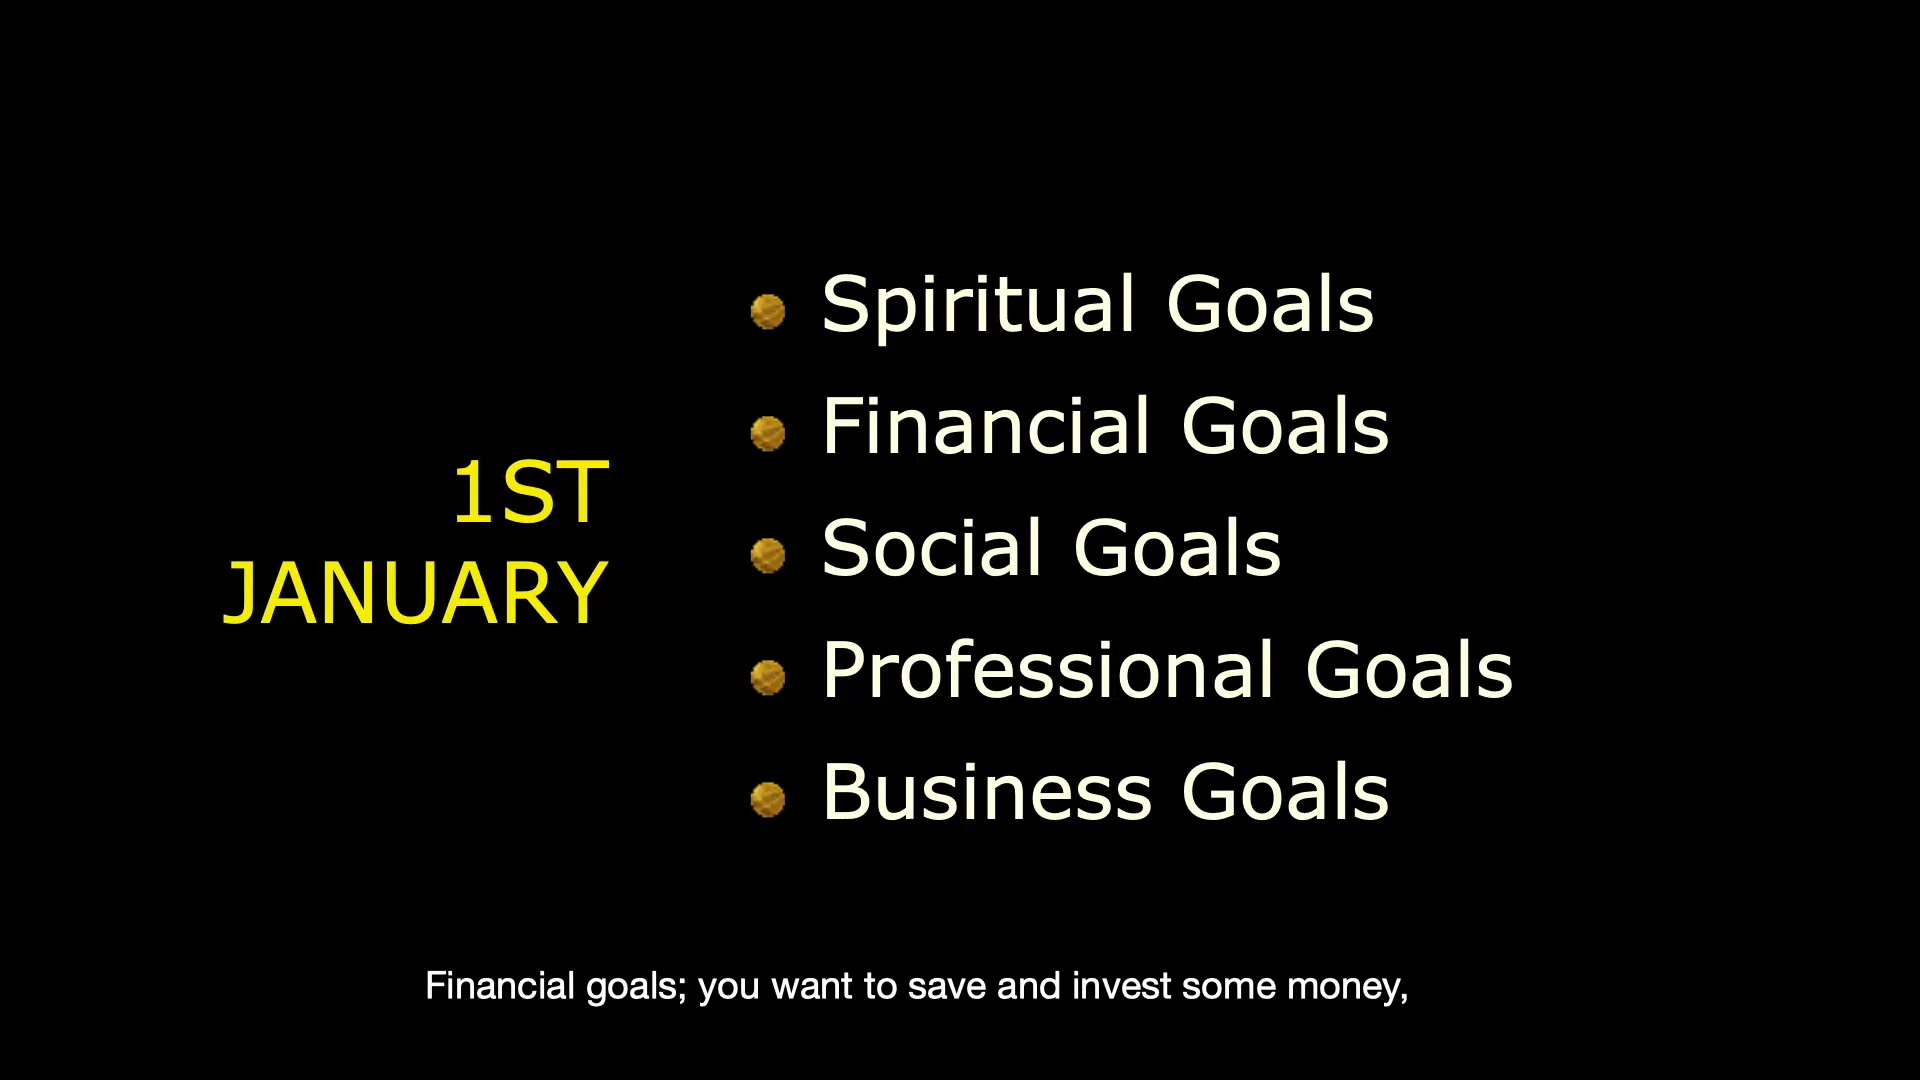 1ST
JANUARY
Spiritual Goals
Financial Goals
Social Goals
Professional Goals
Business Goals
Financial goals; you want to save and invest some money,